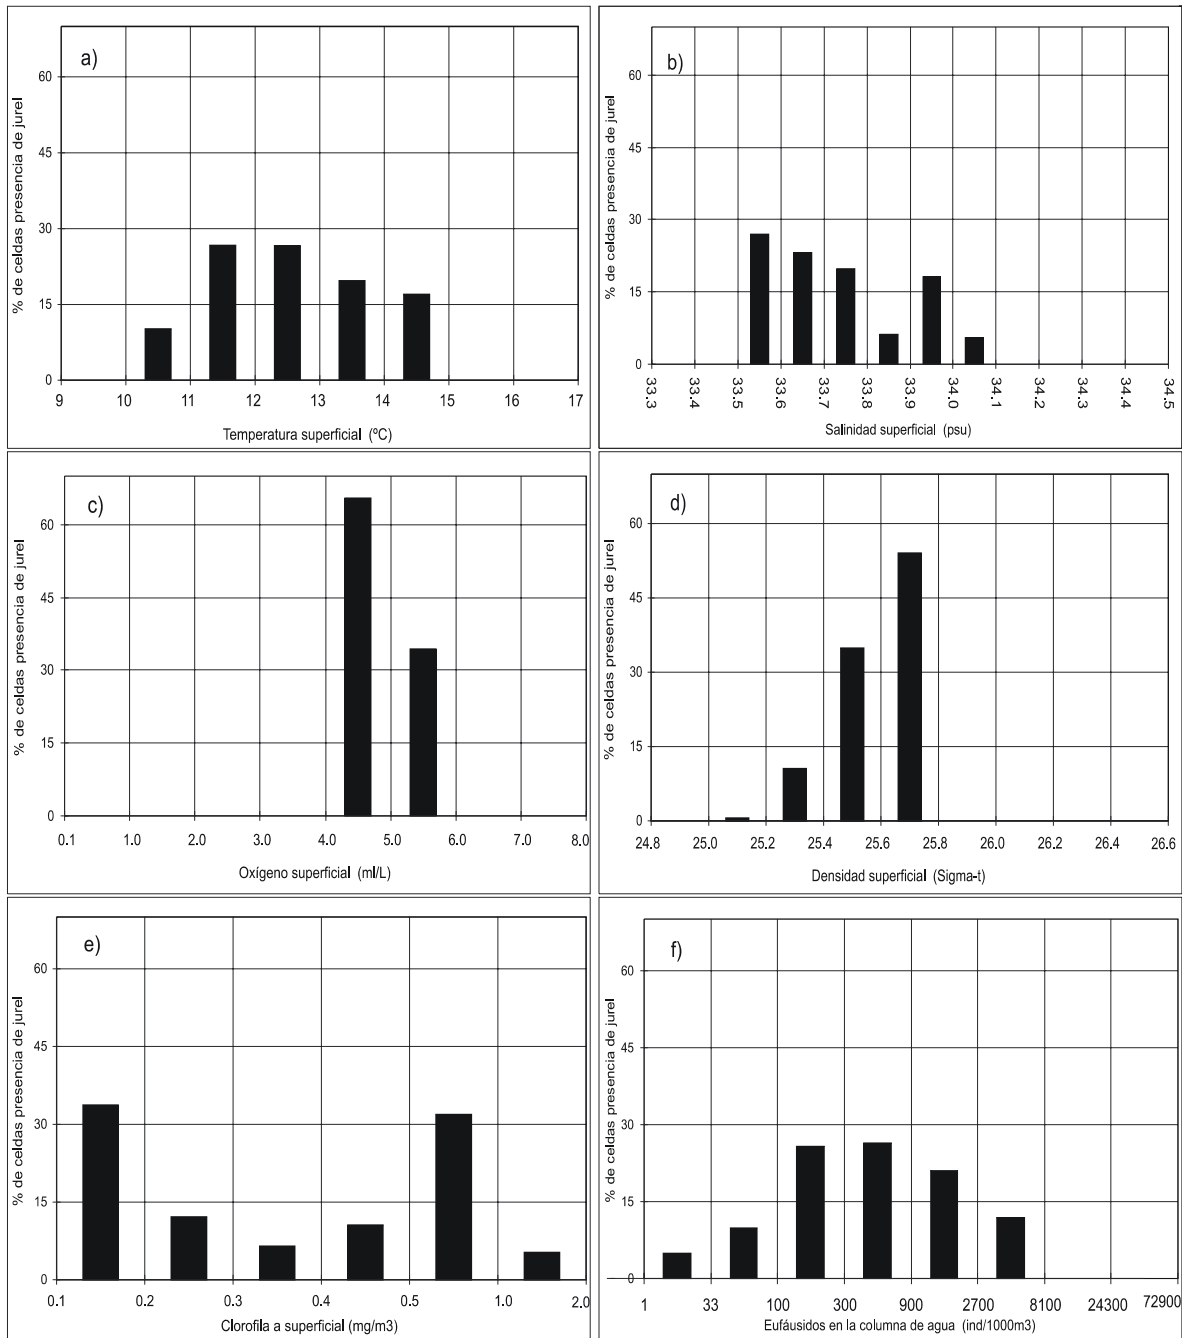 a)
% de celdas presencia de jurel
60
45
30
15
0
9 10 11 12 13 14 15 16 17
Temperatura superficial (ºC)
b)
% de celdas presencia de jurel
60
45
30
15
0
33.3 33.4 33.5 33.6 33.7 33.8 33.9 34.0 34.1 34.2 34.3 34.4 34.5
Salinidad superficial (psu)
c)
% de celdas presencia de jurel
60
45
30
15
0
0.1 1.0 2.0 3.0 4.0 5.0 6.0 7.0 8.0
Oxígeno superficial (ml/L)
d)
% de celdas presencia de jurel
60
45
30
15
0
24.8 25.0 25.2 25.4 25.6 25.8 26.0 26.2 26.4 26.6
Densidad superficial (Sigma-t)
e)
% de celdas presencia de jurel
60
45
30
15
0
0.1 0.2 0.3 0.4 0.5 1.0 2.0
Clorofila a superficial (mg/m3)
f)
% de celdas presencia de jurel
60
45
30
15
0
1 33 100 300 900 2700 8100 24300 72900
Eufáusidos en la columna de agua (ind/1000m3)